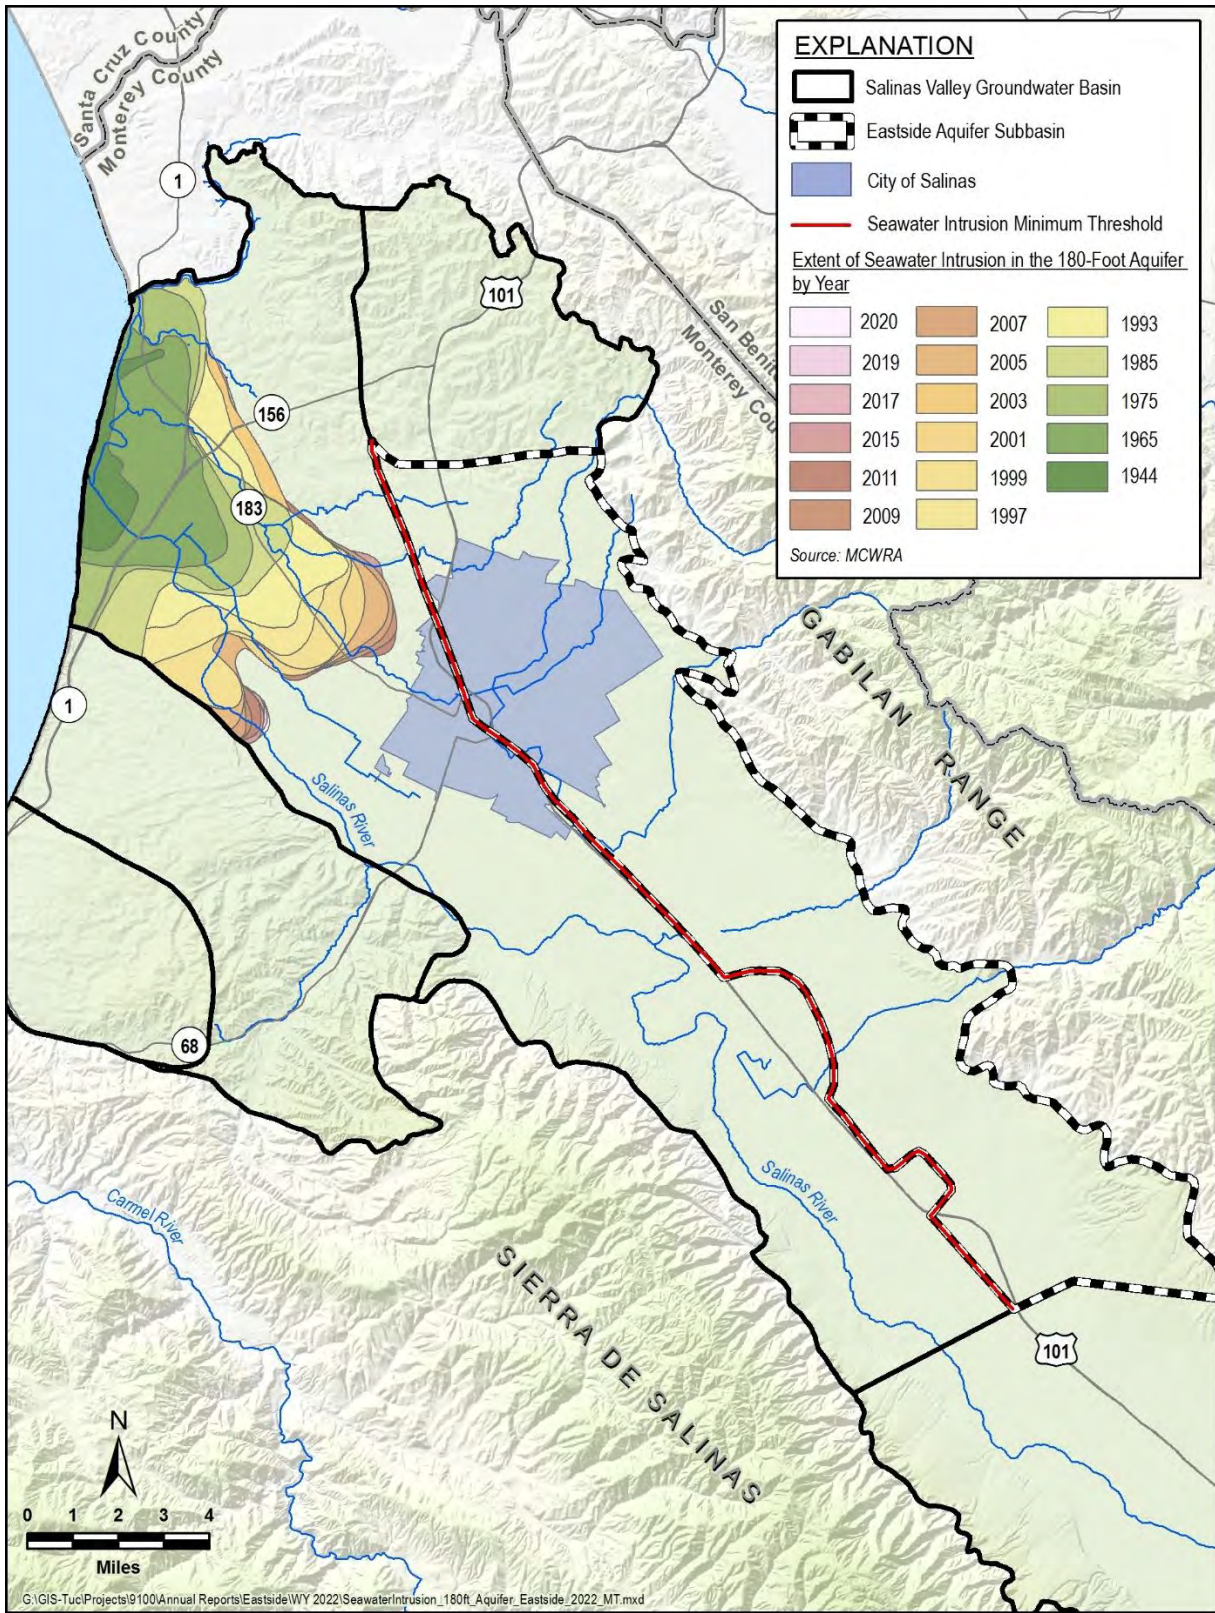 EXPLANATION
Salinas Valley Groundwater Basin
Eastside Aquifer Subbasin
City of Salinas
Seawater Intrusion Minimum Threshold
Extent of Seawater Intrusion in the 180-Foot Aquifer
by Year
2020 2007 1993
2019 2005 1985
2017 2003 1975
2015 2001 1965
2011 1999 1944
2009 1997
Source: MCWRA
Santa Cruz County
Monterey County
1
101
San Benit
Monterey Cou
156
183
GABILAN RANGE
1
Salinas River
68
Salinas River
Carmel River
SIERRA DE SALINAS
101
N
0 1 2 3 4
Miles
G:\GIS-Tuc\Projects\9100\Annual Reports\Eastside\WY 2022\SeawaterIntrusion_180ft_Aquifer_Eastside_2022_MT.mxd